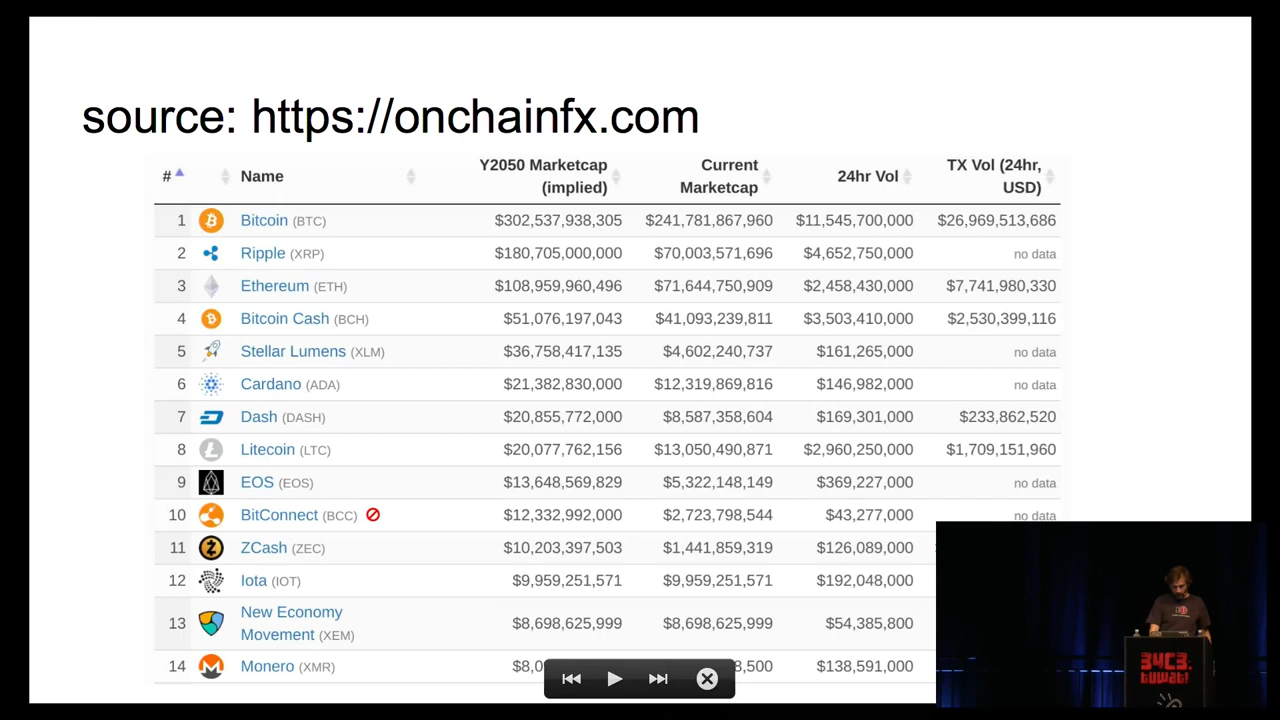 source: https://onchainfx.com
# Name Y2050 Marketcap (implied) Current Marketcap 24hr Vol TX Vol (24hr, USD)
1 Bitcoin (BTC) $302,537,938,305 $241,781,867,960 $11,545,700,000 $26,969,513,686
2 Ripple (XRP) $180,705,000,000 $70,003,571,696 $4,652,750,000 no data
3 Ethereum (ETH) $108,959,960,496 $71,644,750,909 $2,458,430,000 $7,741,980,330
4 Bitcoin Cash (BCH) $51,076,197,043 $41,093,239,811 $3,503,410,000 $2,530,399,116
5 Stellar Lumens (XLM) $36,758,417,135 $4,602,240,737 $161,265,000 no data
6 Cardano (ADA) $21,382,830,000 $12,319,869,816 $146,982,000 no data
7 Dash (DASH) $20,855,772,000 $8,587,358,604 $169,301,000 $233,862,520
8 Litecoin (LTC) $20,077,762,156 $13,050,490,871 $2,960,250,000 $1,709,151,960
9 EOS (EOS) $13,648,569,829 $5,322,148,149 $369,227,000 no data
10 BitConnect (BCC) $12,332,992,000 $2,723,798,544 $43,277,000 no data
11 ZCash (ZEC) $10,203,397,503 $1,441,859,319 $126,089,000
12 Iota (IOT) $9,959,251,571 $9,959,251,571 $192,048,000
13 New Economy Movement (XEM) $8,698,625,999 $8,698,625,999 $54,385,800
14 Monero (XMR) $138,591,000
34C3.
tuwat!